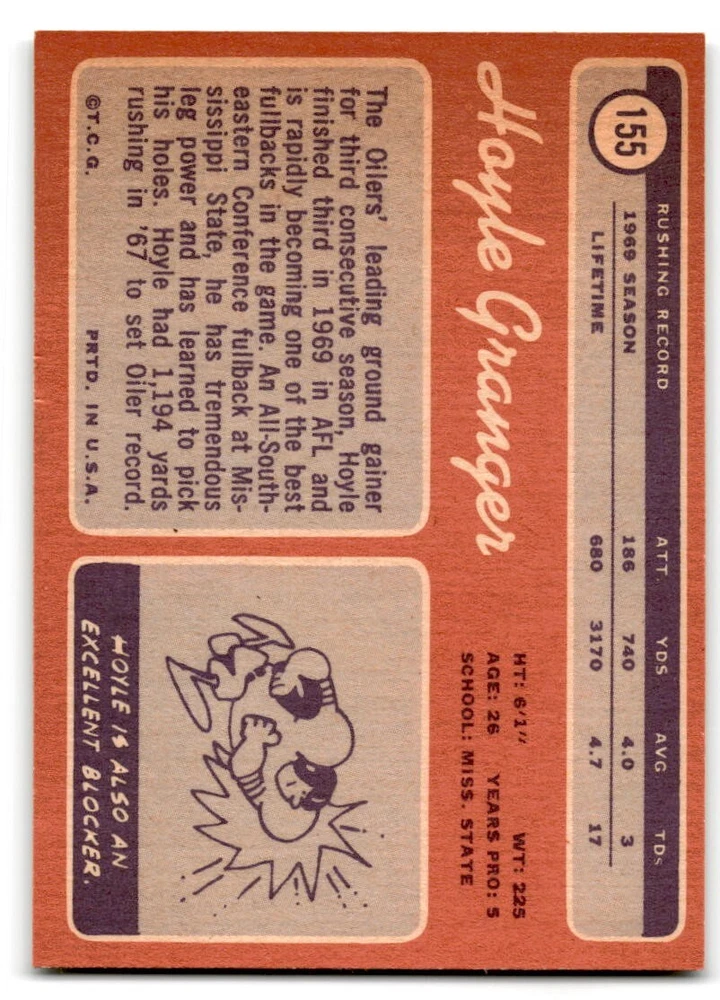 155
RUSHING RECORD ATT. YDS AVG TDs
1969 SEASON 186 740 4.0 3
LIFETIME 680 3170 4.7 17
Hoyle Granger
HT: 6'1" WT: 225
AGE: 26 YEARS PRO: 5
SCHOOL: MISS. STATE
The Oilers' leading ground gainer
for third consecutive season, Hoyle
finished third in 1969 in AFL and
is rapidly becoming one of the best
fullbacks in the game. An All-South-
eastern Conference fullback at Mis-
sissippi State, he has tremendous
leg power and has learned to pick
his holes. Hoyle had 1,194 yards
rushing in '67 to set Oiler record.
©T.C.G. PRTD. IN U.S.A.
HOYLE IS ALSO AN
EXCELLENT BLOCKER.